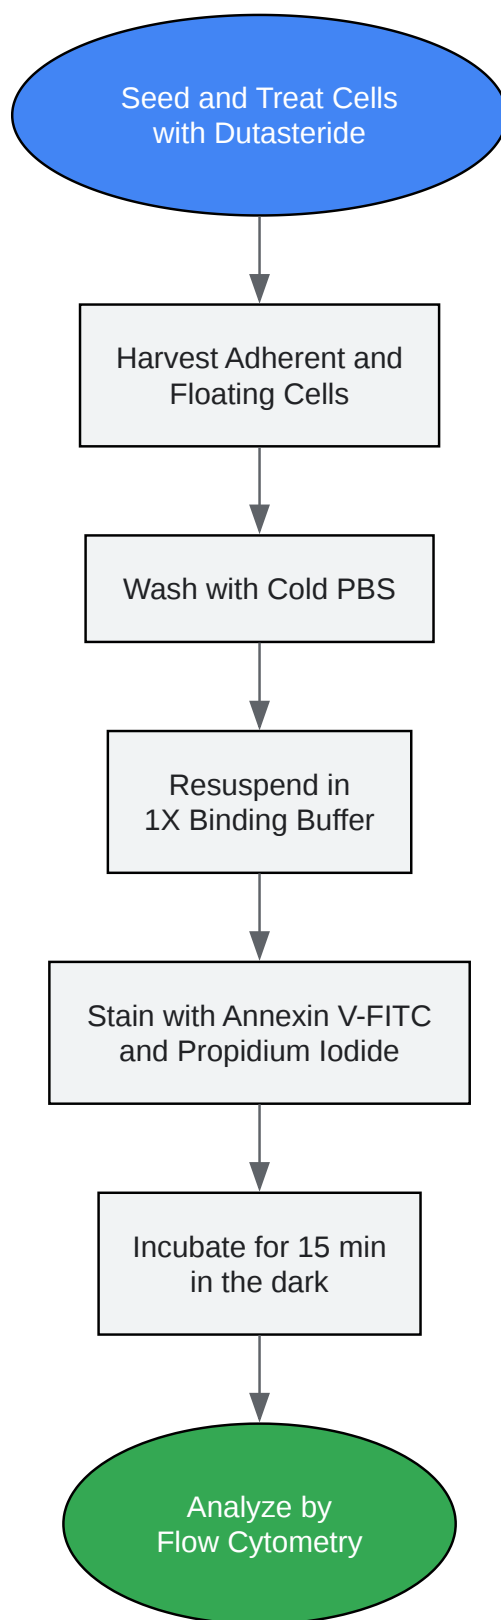 Seed and Treat Cells
with Dutasteride
Harvest Adherent and
Floating Cells
Wash with Cold PBS
Resuspend in
1X Binding Buffer
Stain with Annexin V-FITC
and Propidium Iodide
Incubate for 15 min
in the dark
Analyze by
Flow Cytometry